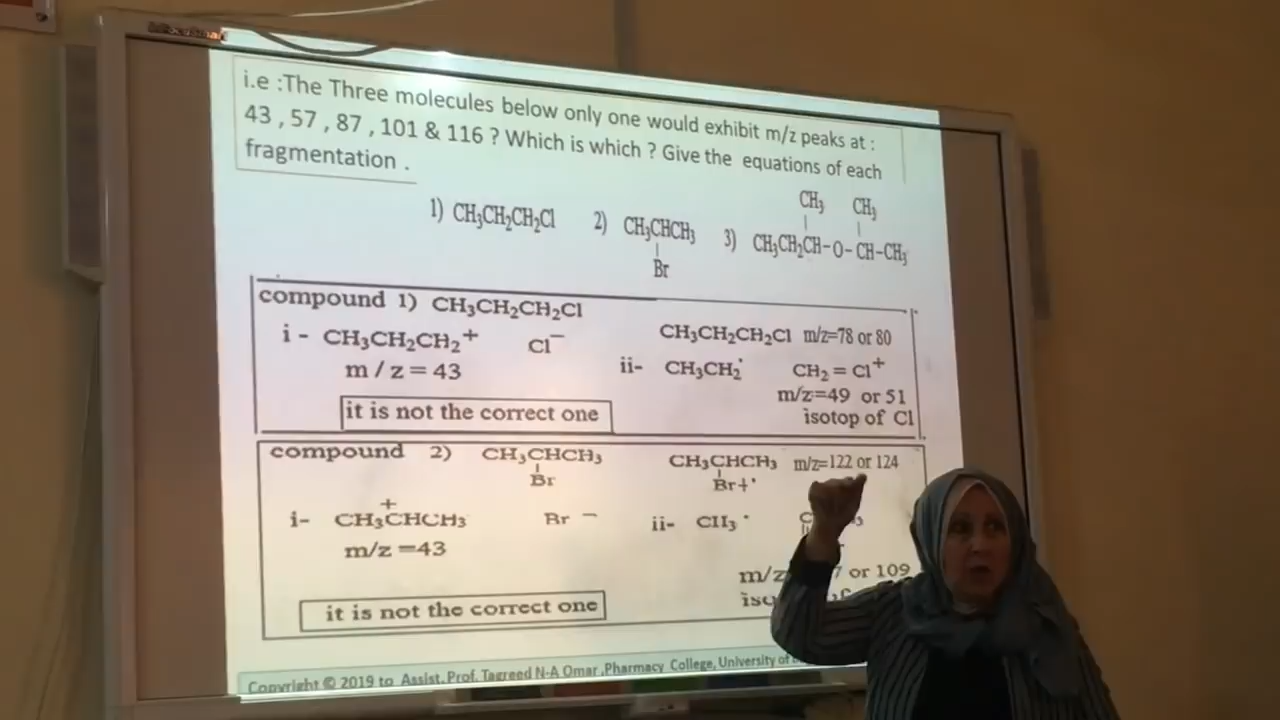 i.e :The Three molecules below only one would exhibit m/z peaks at :
43 , 57 , 87 , 101 & 116 ? Which is which ? Give the equations of each
fragmentation .
CH₃ CH₃
1) CH₃CH₂CH₂Cl 2) CH₃CHCH₃ 3) CH₃CH₂CH-O-CH-CH₃
Br
compound 1) CH₃CH₂CH₂Cl
CH₃CH₂CH₂Cl m/z=78 or 80
i - CH₃CH₂CH₂⁺ Cl⁻
ii- CH₃CH₂˙ CH₂=Cl⁺
m/z=43
m/z=49 or 51
it is not the correct one
isotop of Cl
compound 2) CH₃CHCH₃
Br
CH₃CHCH₃ m/z=122 or 124
Br+˙
i- CH₃CHCH₃ Br −
+
ii- CH₃˙
m/z=43
m/z or 109
it is not the correct one
Copyright © 2019 to Assist. Prof. Tagreed N-A Omar ,Pharmacy College, University of